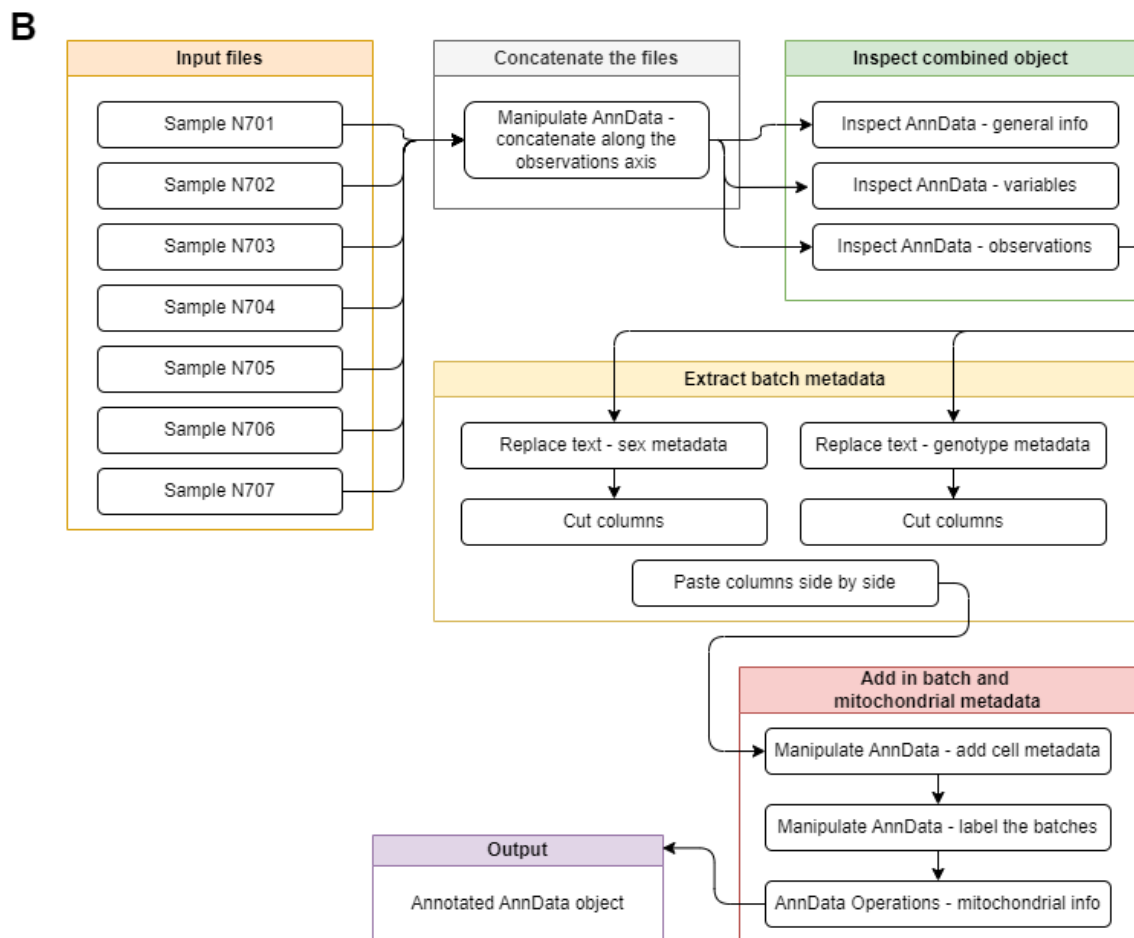 B
Input files
Sample N701
Sample N702
Sample N703
Sample N704
Sample N705
Sample N706
Sample N707
Concatenate the files
Manipulate AnnData -
concatenate along the
observations axis
Inspect combined object
Inspect AnnData - general info
Inspect AnnData - variables
Inspect AnnData - observations
Extract batch metadata
Replace text - sex metadata
Replace text - genotype metadata
Cut columns
Cut columns
Paste columns side by side
Add in batch and
mitochondrial metadata
Manipulate AnnData - add cell metadata
Manipulate AnnData - label the batches
AnnData Operations - mitochondrial info
Output
Annotated AnnData object